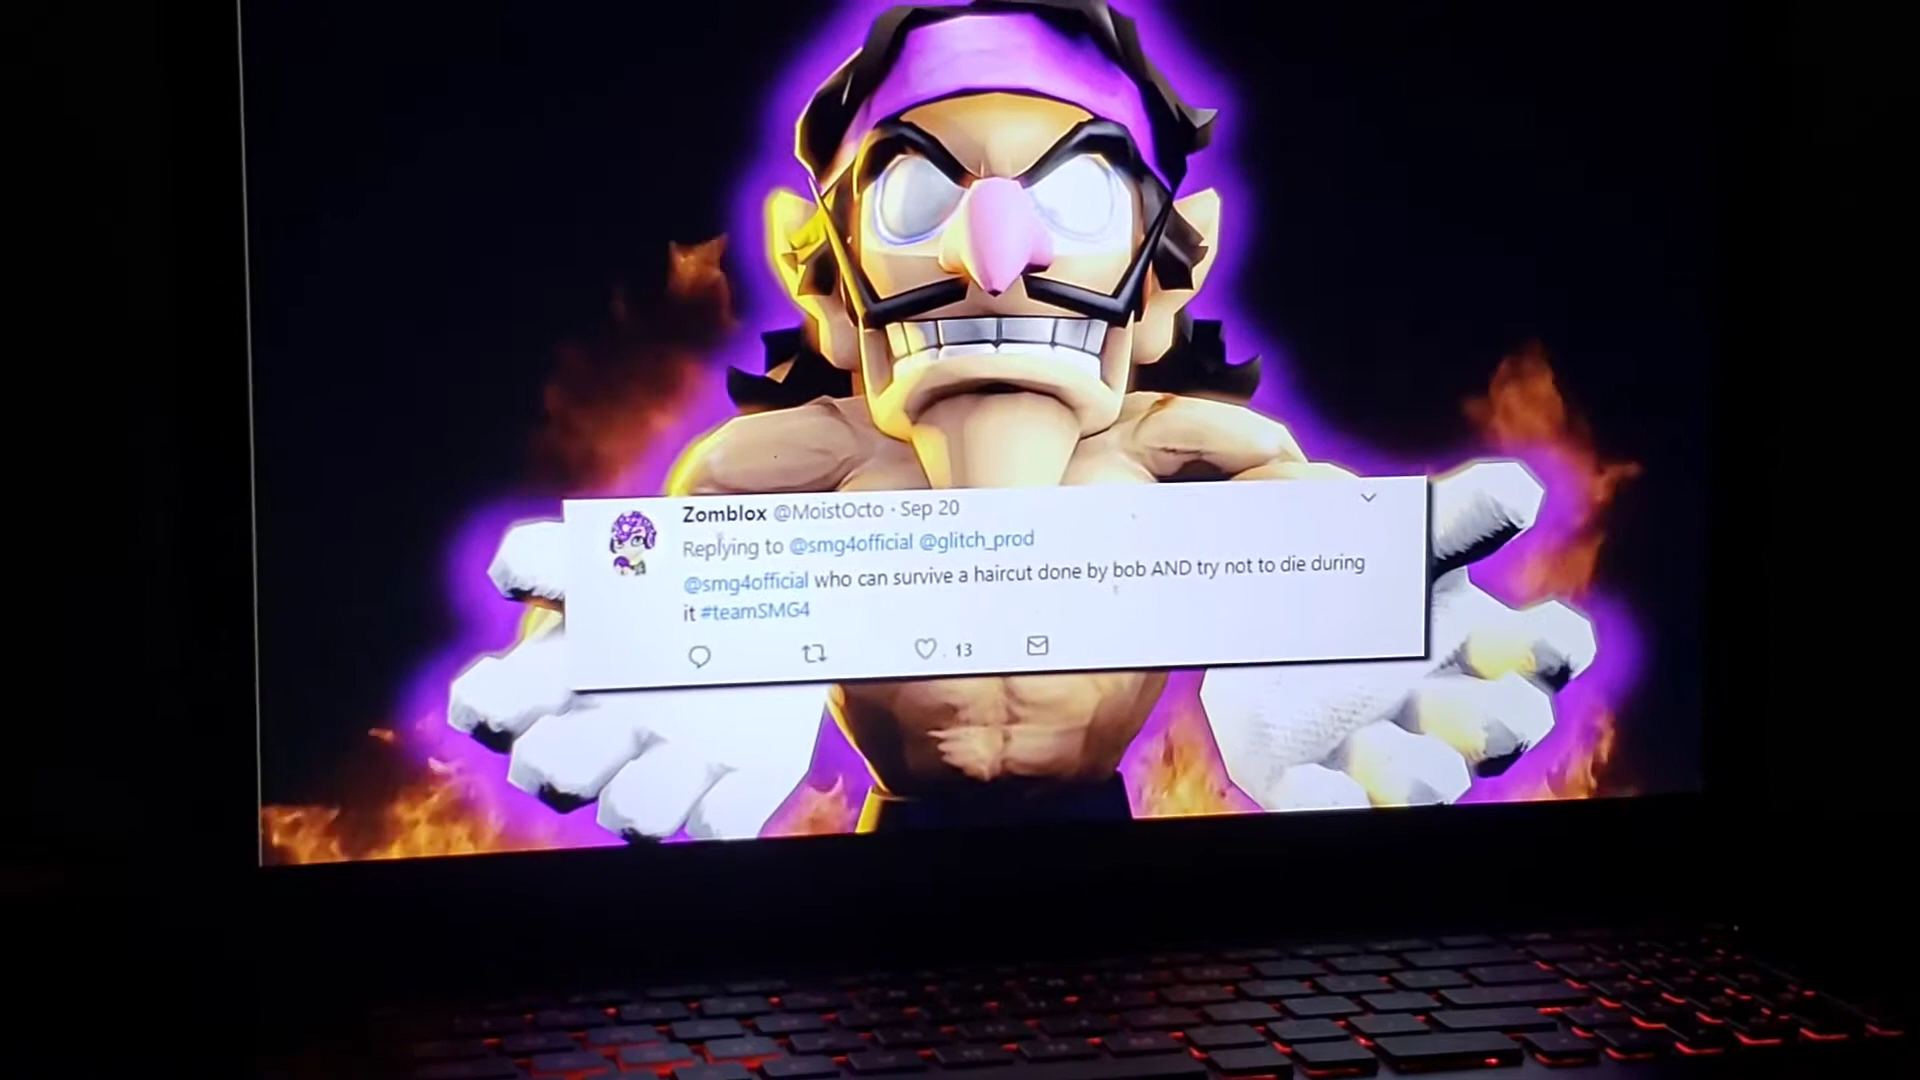 Zomblox @MoistOcto · Sep 20
Replying to @smg4official @glitch_prod
@smg4official who can survive a haircut done by bob AND try not to die during
it #teamSMG4
13